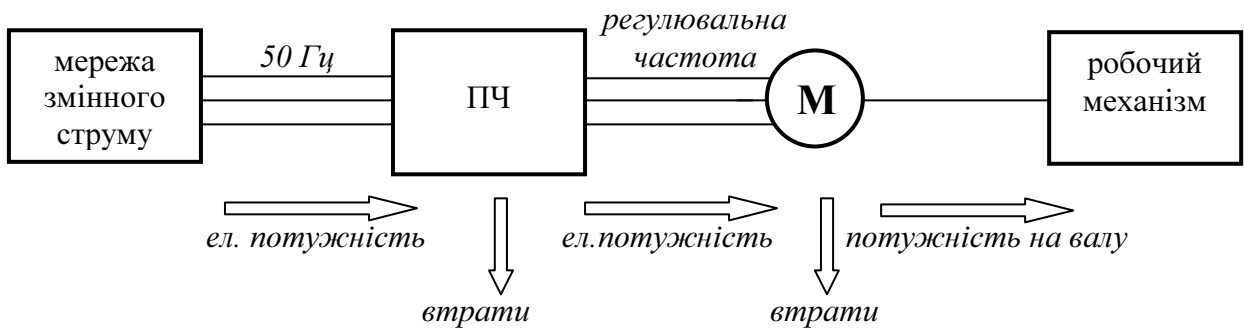 регулювальна
частота
50 Гц
мережа
змінного
струму
ПЧ
М
робочий
механізм
ел. потужність
ел.потужність
потужність на валу
втрати
втрати